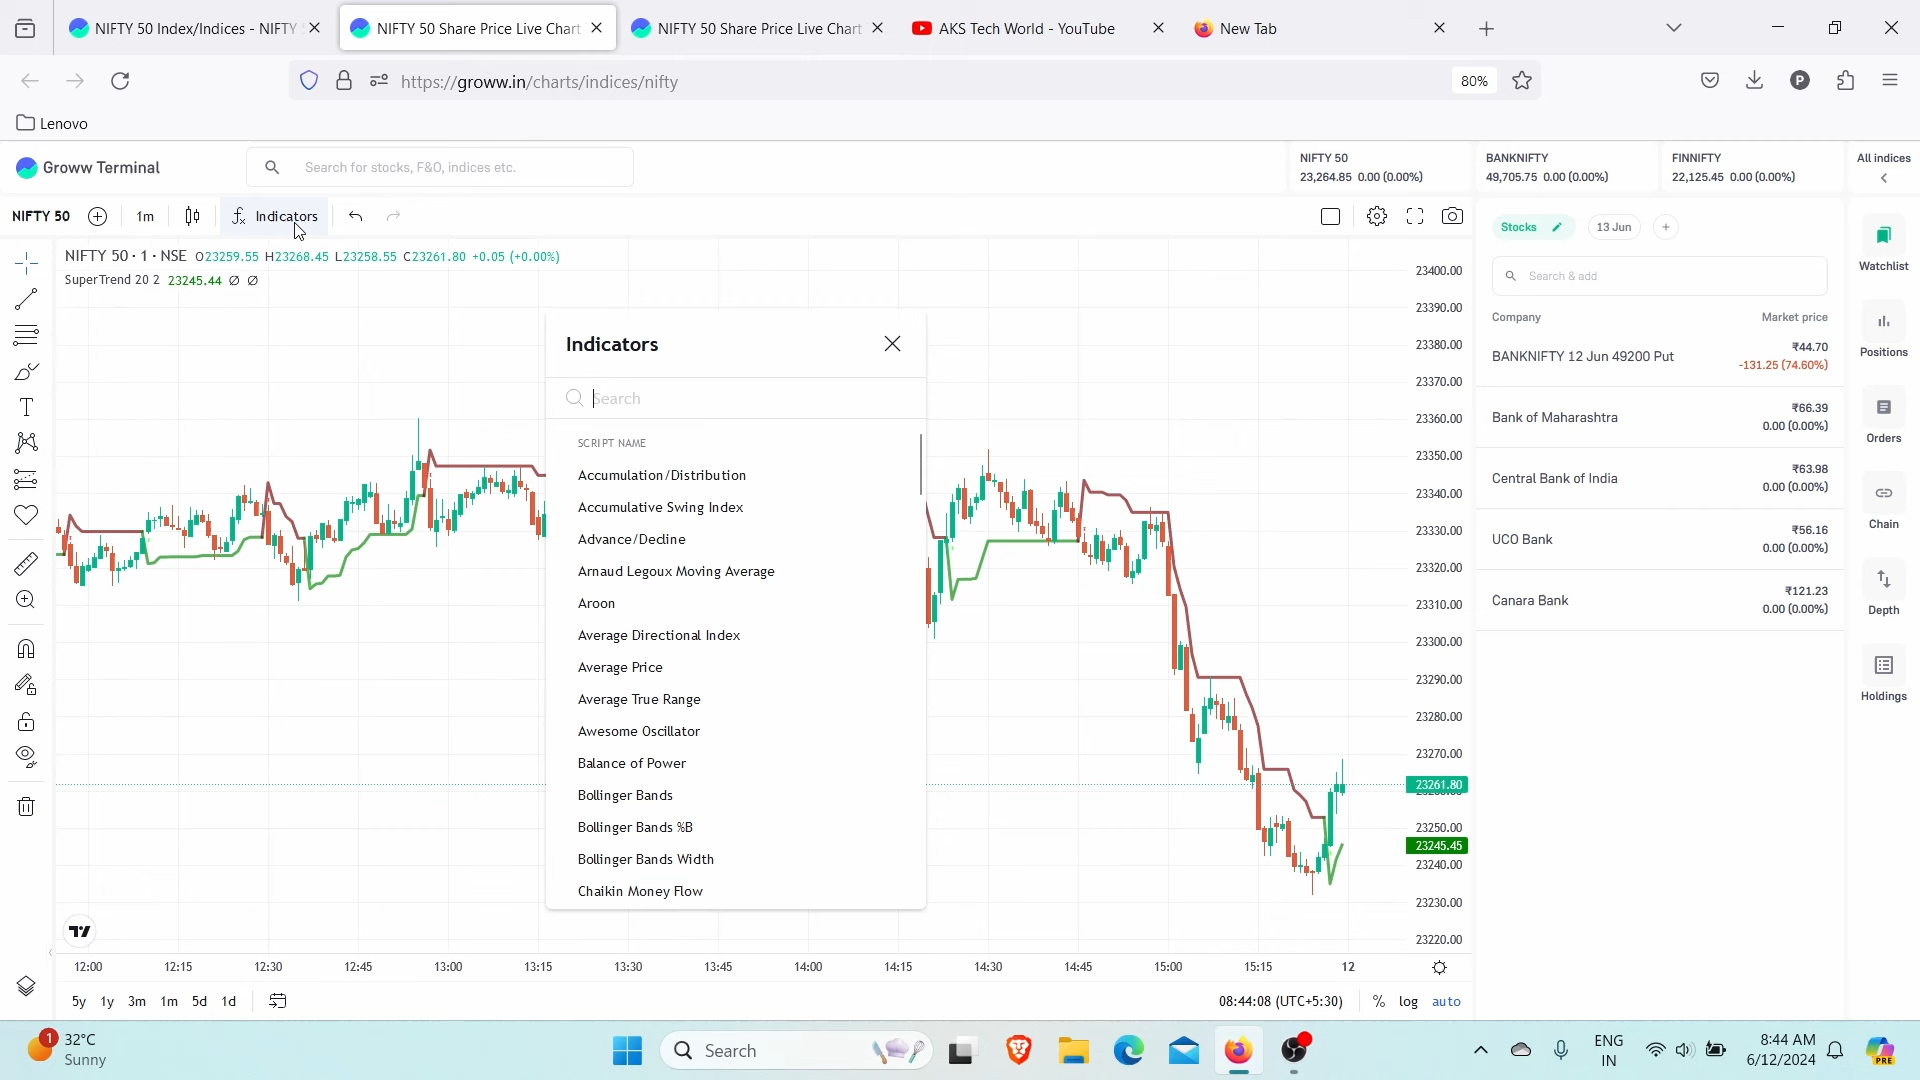 NIFTY 50 Index/Indices - NIFTY
NIFTY 50 Share Price Live Chart
NIFTY 50 Share Price Live Chart
AKS Tech World - YouTube
New Tab
https://groww.in/charts/indices/nifty
80%
P
Lenovo
Groww Terminal
Search for stocks, F&O, indices etc.
NIFTY 50
23,264.85 0.00 (0.00%)
BANKNIFTY
49,705.75 0.00 (0.00%)
FINNIFTY
22,125.45 0.00 (0.00%)
All indices
NIFTY 50
1m
Indicators
NIFTY 50 · 1 · NSE O23259.55 H23268.45 L23258.55 C23261.80 +0.05 (+0.00%)
SuperTrend 20 2 23245.44 Ø Ø
Indicators
Search
SCRIPT NAME
Accumulation/Distribution
Accumulative Swing Index
Advance/Decline
Arnaud Legoux Moving Average
Aroon
Average Directional Index
Average Price
Average True Range
Awesome Oscillator
Balance of Power
Bollinger Bands
Bollinger Bands %B
Bollinger Bands Width
Chaikin Money Flow
23400.00
23390.00
23380.00
23370.00
23360.00
23350.00
23340.00
23330.00
23320.00
23310.00
23300.00
23290.00
23280.00
23270.00
23261.80
23250.00
23245.45
23240.00
23230.00
23220.00
12:00
12:15
12:30
12:45
13:00
13:15
13:30
13:45
14:00
14:15
14:30
14:45
15:00
15:15
12
5y 1y 3m 1m 5d 1d
08:44:08 (UTC+5:30)
% log auto
Stocks
13 Jun
Search & add
Company
Market price
BANKNIFTY 12 Jun 49200 Put
₹44.70
-131.25 (74.60%)
Bank of Maharashtra
₹66.39
0.00 (0.00%)
Central Bank of India
₹63.98
0.00 (0.00%)
UCO Bank
₹56.16
0.00 (0.00%)
Canara Bank
₹121.23
0.00 (0.00%)
Watchlist
Positions
Orders
Chain
Depth
Holdings
1
32°C
Sunny
Search
ENG
IN
8:44 AM
6/12/2024
PRE